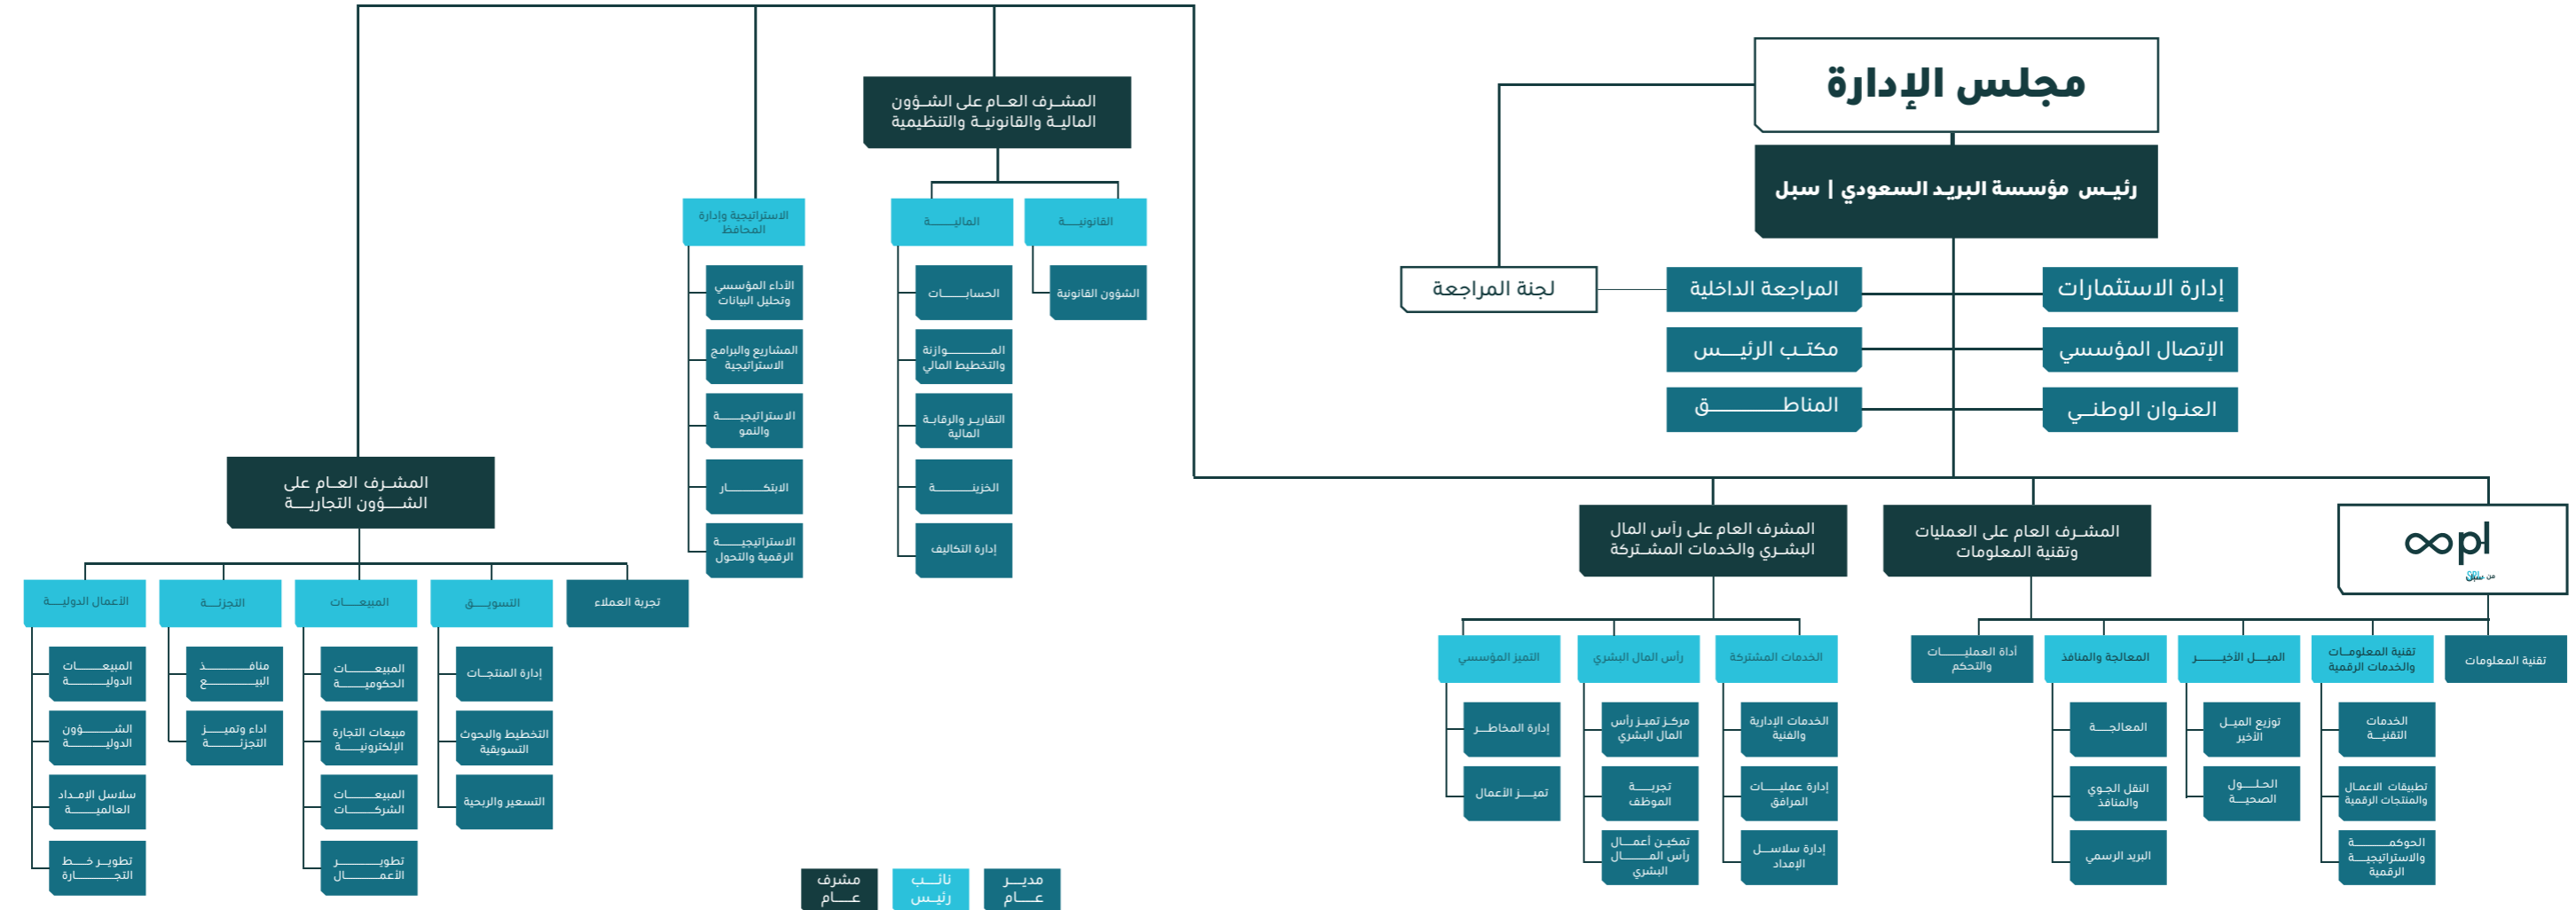 مجلس الإدارة
رئيس مؤسسة البريد السعودي | سبل
إدارة الاستثمارات
المراجعة الداخلية
لجنة المراجعة
الإتصال المؤسسي
مكتب الرئيس
العنوان الوطني
المناطق
spl
من سبل
تقنية المعلومات
المشرف العام على العمليات
وتقنية المعلومات
تقنية المعلومات
والخدمات الرقمية
الخدمات
التقنية
تطبيقات الاعمال
والمنتجات الرقمية
الحوكمة
والاستراتيجية
الرقمية
الميل الأخير
توزيع الميل
الأخير
الحلول
الصحية
المعالجة والمنافذ
المعالجة
النقل الجوي
والمنافذ
البريد الرسمي
أداة العمليات
والتحكم
المشرف العام على رأس المال
البشري والخدمات المشتركة
الخدمات المشتركة
الخدمات الإدارية
والفنية
إدارة عمليات
المرافق
إدارة سلاسل
الإمداد
رأس المال البشري
مركز تميز رأس
المال البشري
تجربة
الموظف
تمكين أعمال
رأس المال
البشري
التميز المؤسسي
إدارة المخاطر
تميز الأعمال
المشرف العام على الشؤون
المالية والقانونية والتنظيمية
القانونية
الشؤون القانونية
المالية
الحسابات
الموازنة
والتخطيط المالي
التقارير والرقابة
المالية
الخزينة
إدارة التكاليف
الاستراتيجية وإدارة
المحافظ
الأداء المؤسسي
وتحليل البيانات
المشاريع والبرامج
الاستراتيجية
الاستراتيجية
والنمو
الابتكار
الاستراتيجية
الرقمية والتحول
المشرف العام على
الشؤون التجارية
تجربة العملاء
التسويق
إدارة المنتجات
التخطيط والبحوث
التسويقية
التسعير والربحية
المبيعات
المبيعات
الحكومية
مبيعات التجارة
الإلكترونية
المبيعات
الشركات
تطوير
الأعمال
التجزئة
منافذ
البيع
اداء وتميز
التجزئة
الأعمال الدولية
المبيعات
الدولية
الشؤون
الدولية
سلاسل الإمداد
العالمية
تطوير خط
التجارة
مدير
عام
نائب
رئيس
مشرف
عام